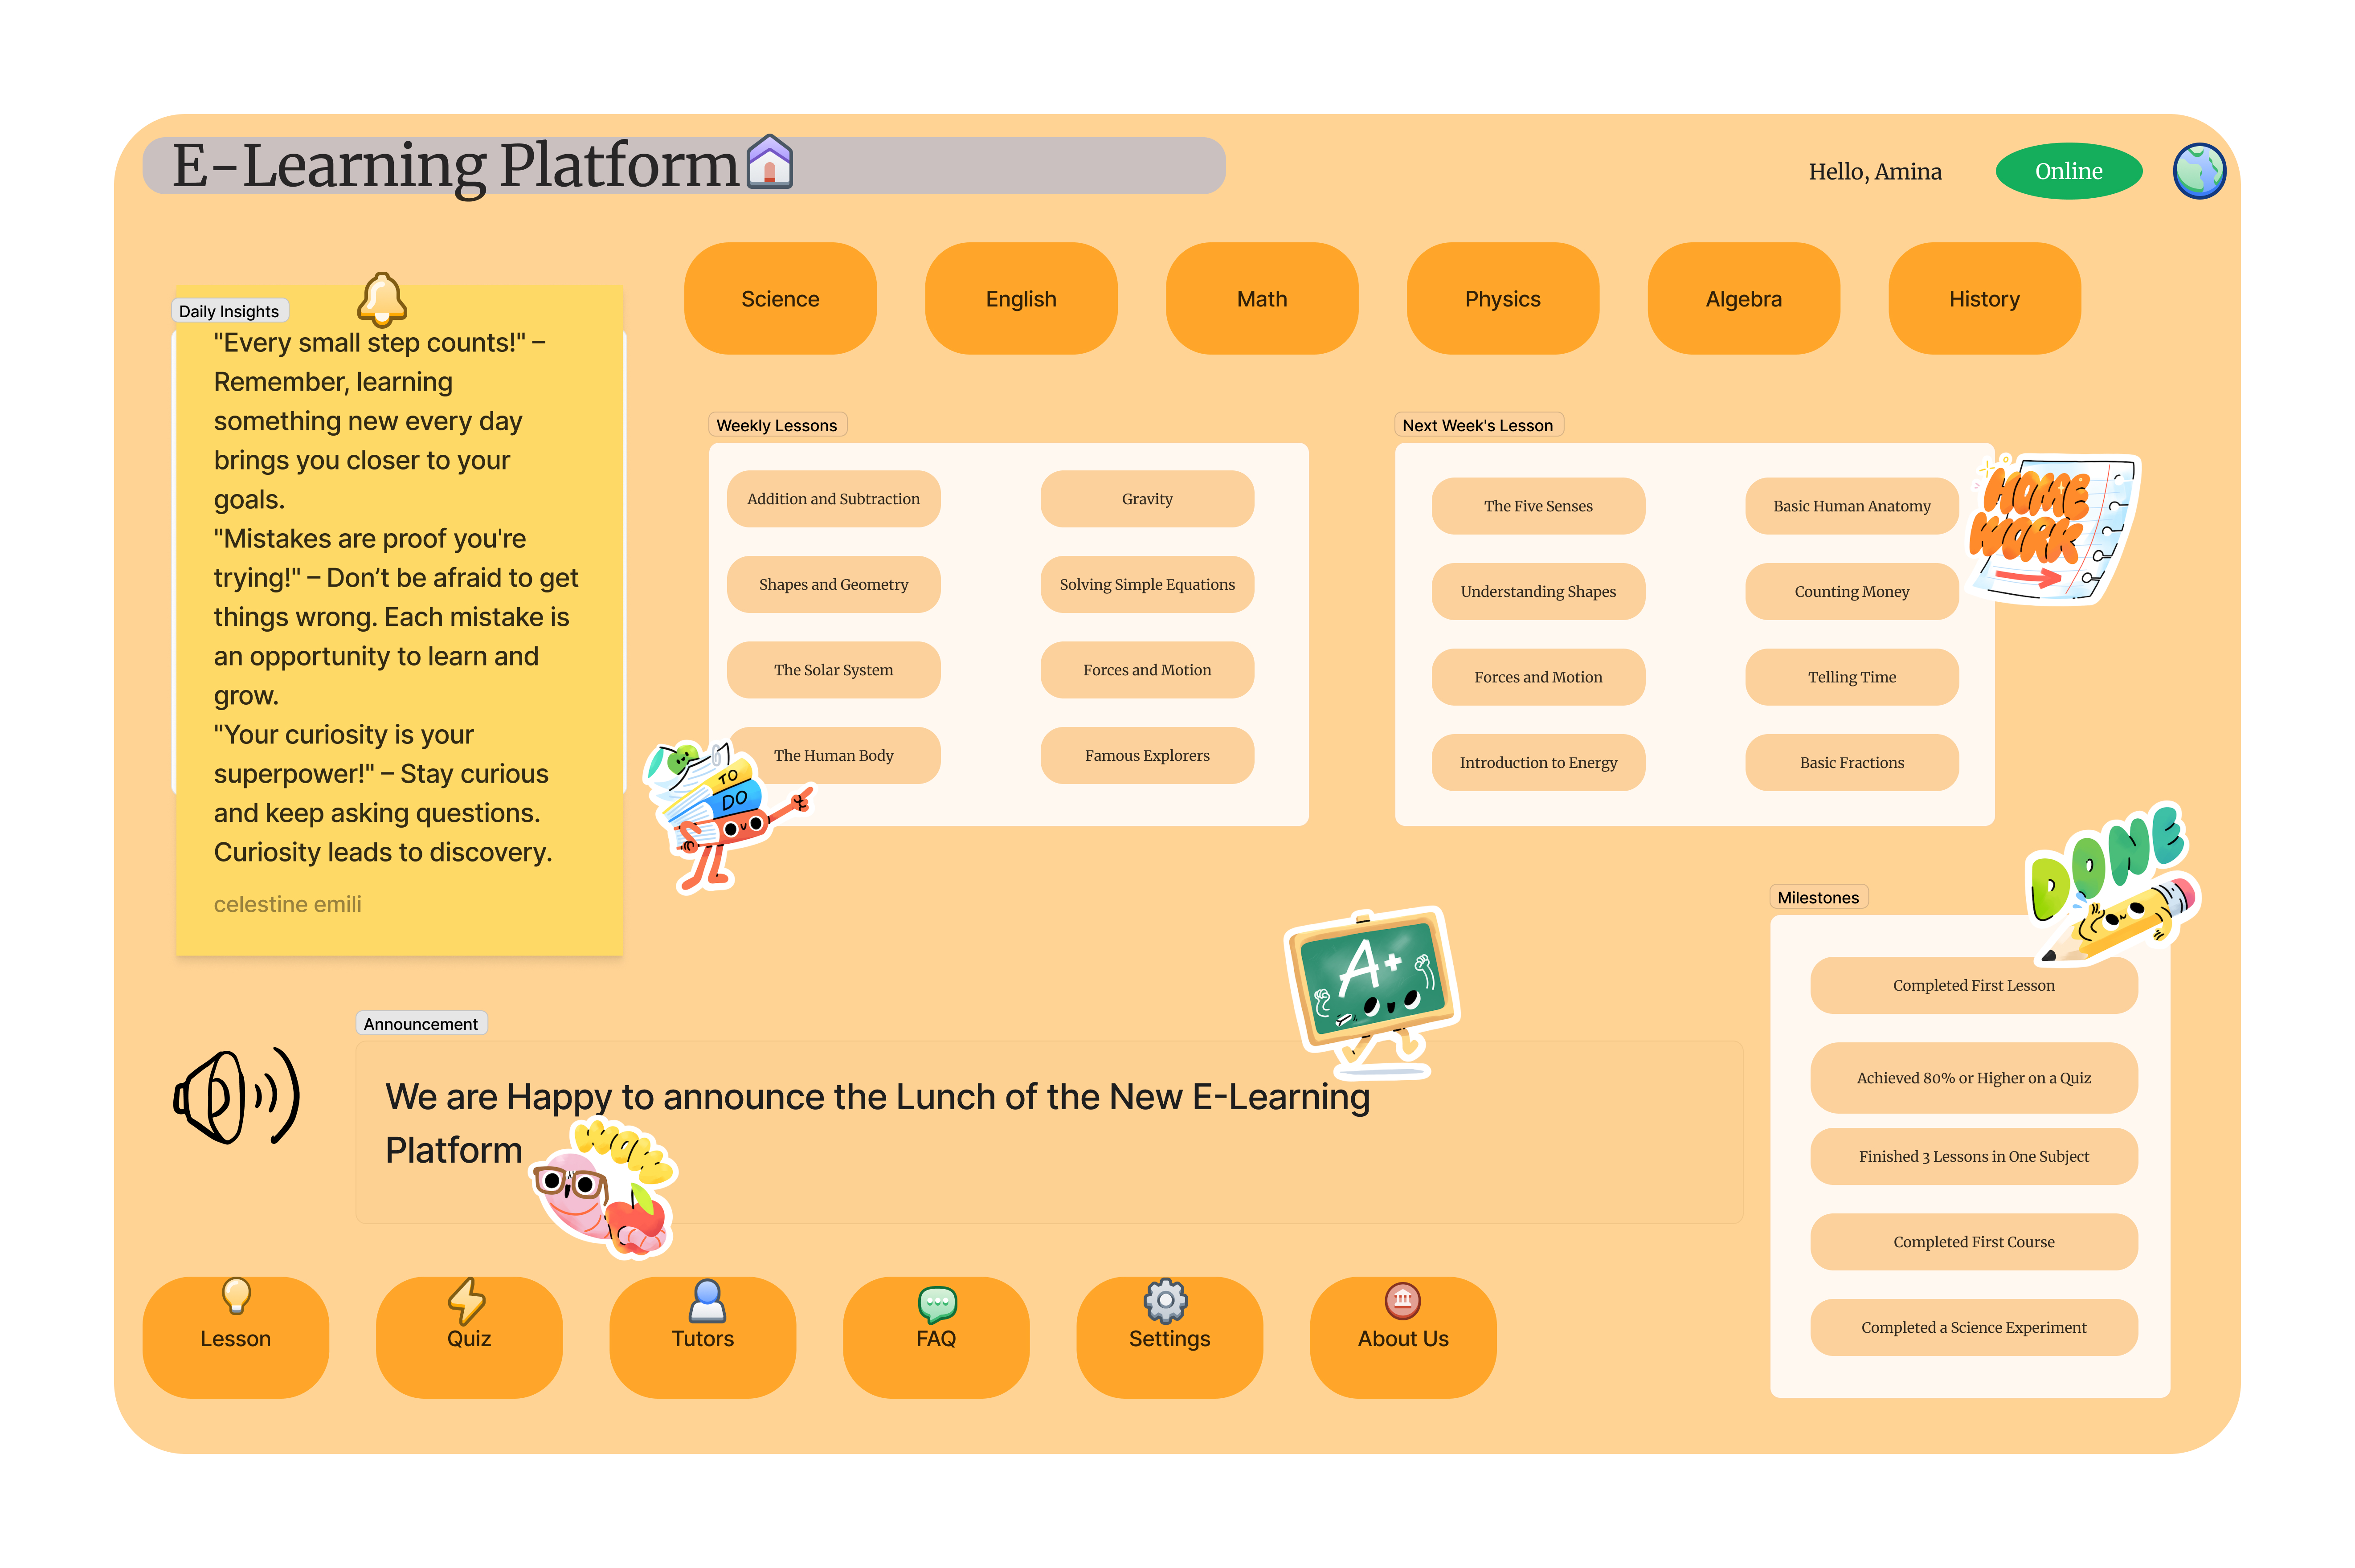 E-Learning Platform
Hello, Amina
Online
Science
English
Math
Physics
Algebra
History
Daily Insights
"Every small step counts!" –
Remember, learning
something new every day
brings you closer to your
goals.
"Mistakes are proof you're
trying!" – Don’t be afraid to get
things wrong. Each mistake is
an opportunity to learn and
grow.
"Your curiosity is your
superpower!" – Stay curious
and keep asking questions.
Curiosity leads to discovery.
celestine emili
Weekly Lessons
Addition and Subtraction
Gravity
Shapes and Geometry
Solving Simple Equations
The Solar System
Forces and Motion
The Human Body
Famous Explorers
TO
DO
Next Week's Lesson
The Five Senses
Basic Human Anatomy
Understanding Shapes
Counting Money
Forces and Motion
Telling Time
Introduction to Energy
Basic Fractions
HOME
WORK
A+
DONE
Milestones
Completed First Lesson
Achieved 80% or Higher on a Quiz
Finished 3 Lessons in One Subject
Completed First Course
Completed a Science Experiment
Announcement
We are Happy to announce the Lunch of the New E-Learning
Platform
Lesson
Quiz
Tutors
FAQ
Settings
About Us